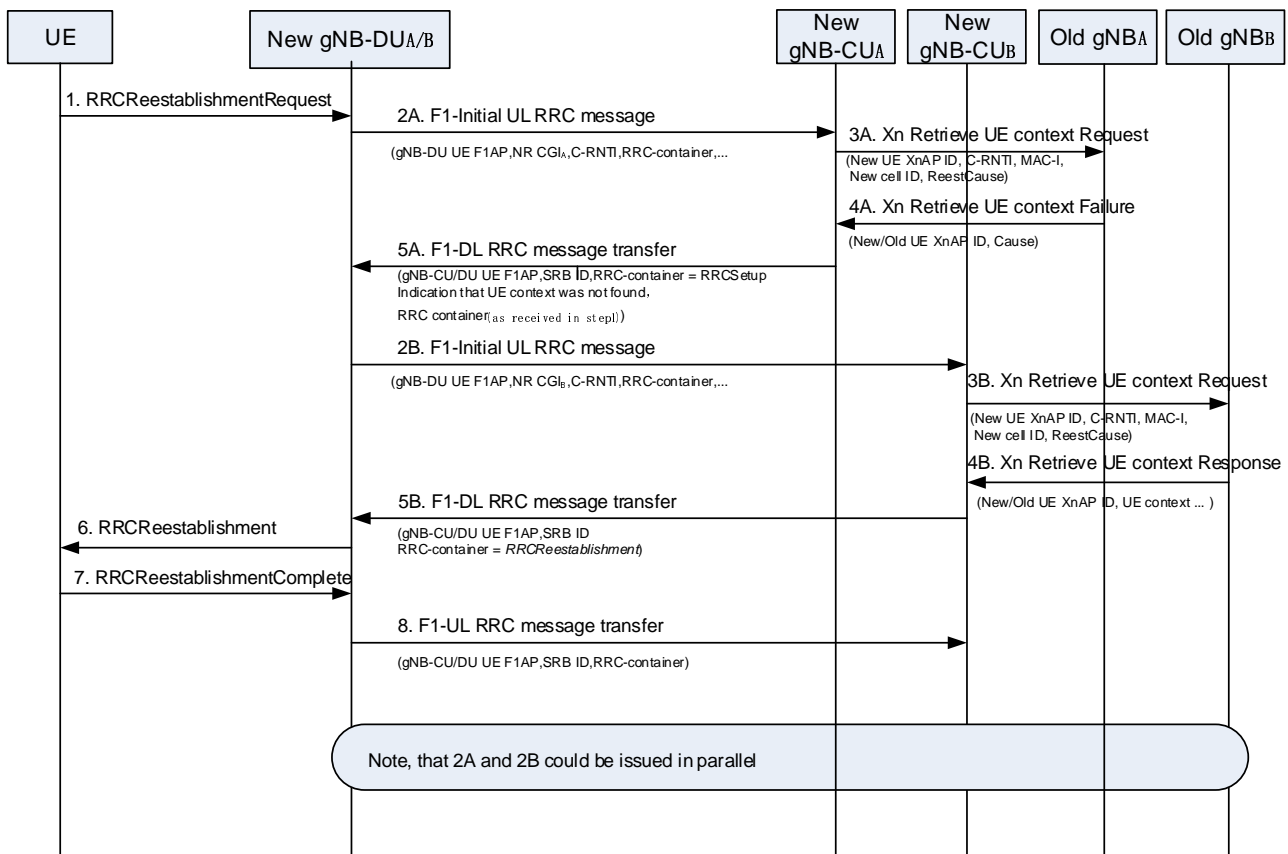 UE
New gNB-DUA/B
New
gNB-CUA
New
gNB-CUB
Old gNBA
Old gNBB
1. RRCReestablishmentRequest
2A. F1-Initial UL RRC message
(gNB-DU UE F1AP,NR CGIA,C-RNTI,RRC-container,...
3A. Xn Retrieve UE context Request
(New UE XnAP ID, C-RNTI, MAC-I,
New cell ID, ReestCause)
4A. Xn Retrieve UE context Failure
(New/Old UE XnAP ID, Cause)
5A. F1-DL RRC message transfer
(gNB-CU/DU UE F1AP,SRB ID,RRC-container = RRCSetup
Indication that UE context was not found,
RRC container(as received in step1))
2B. F1-Initial UL RRC message
(gNB-DU UE F1AP,NR CGIB,C-RNTI,RRC-container,...
3B. Xn Retrieve UE context Request
(New UE XnAP ID, C-RNTI, MAC-I,
New cell ID, ReestCause)
4B. Xn Retrieve UE context Response
(New/Old UE XnAP ID, UE context ... )
5B. F1-DL RRC message transfer
(gNB-CU/DU UE F1AP,SRB ID
RRC-container = RRCReestablishment)
6. RRCReestablishment
7. RRCReestablishmentComplete
8. F1-UL RRC message transfer
(gNB-CU/DU UE F1AP,SRB ID,RRC-container)
Note, that 2A and 2B could be issued in parallel